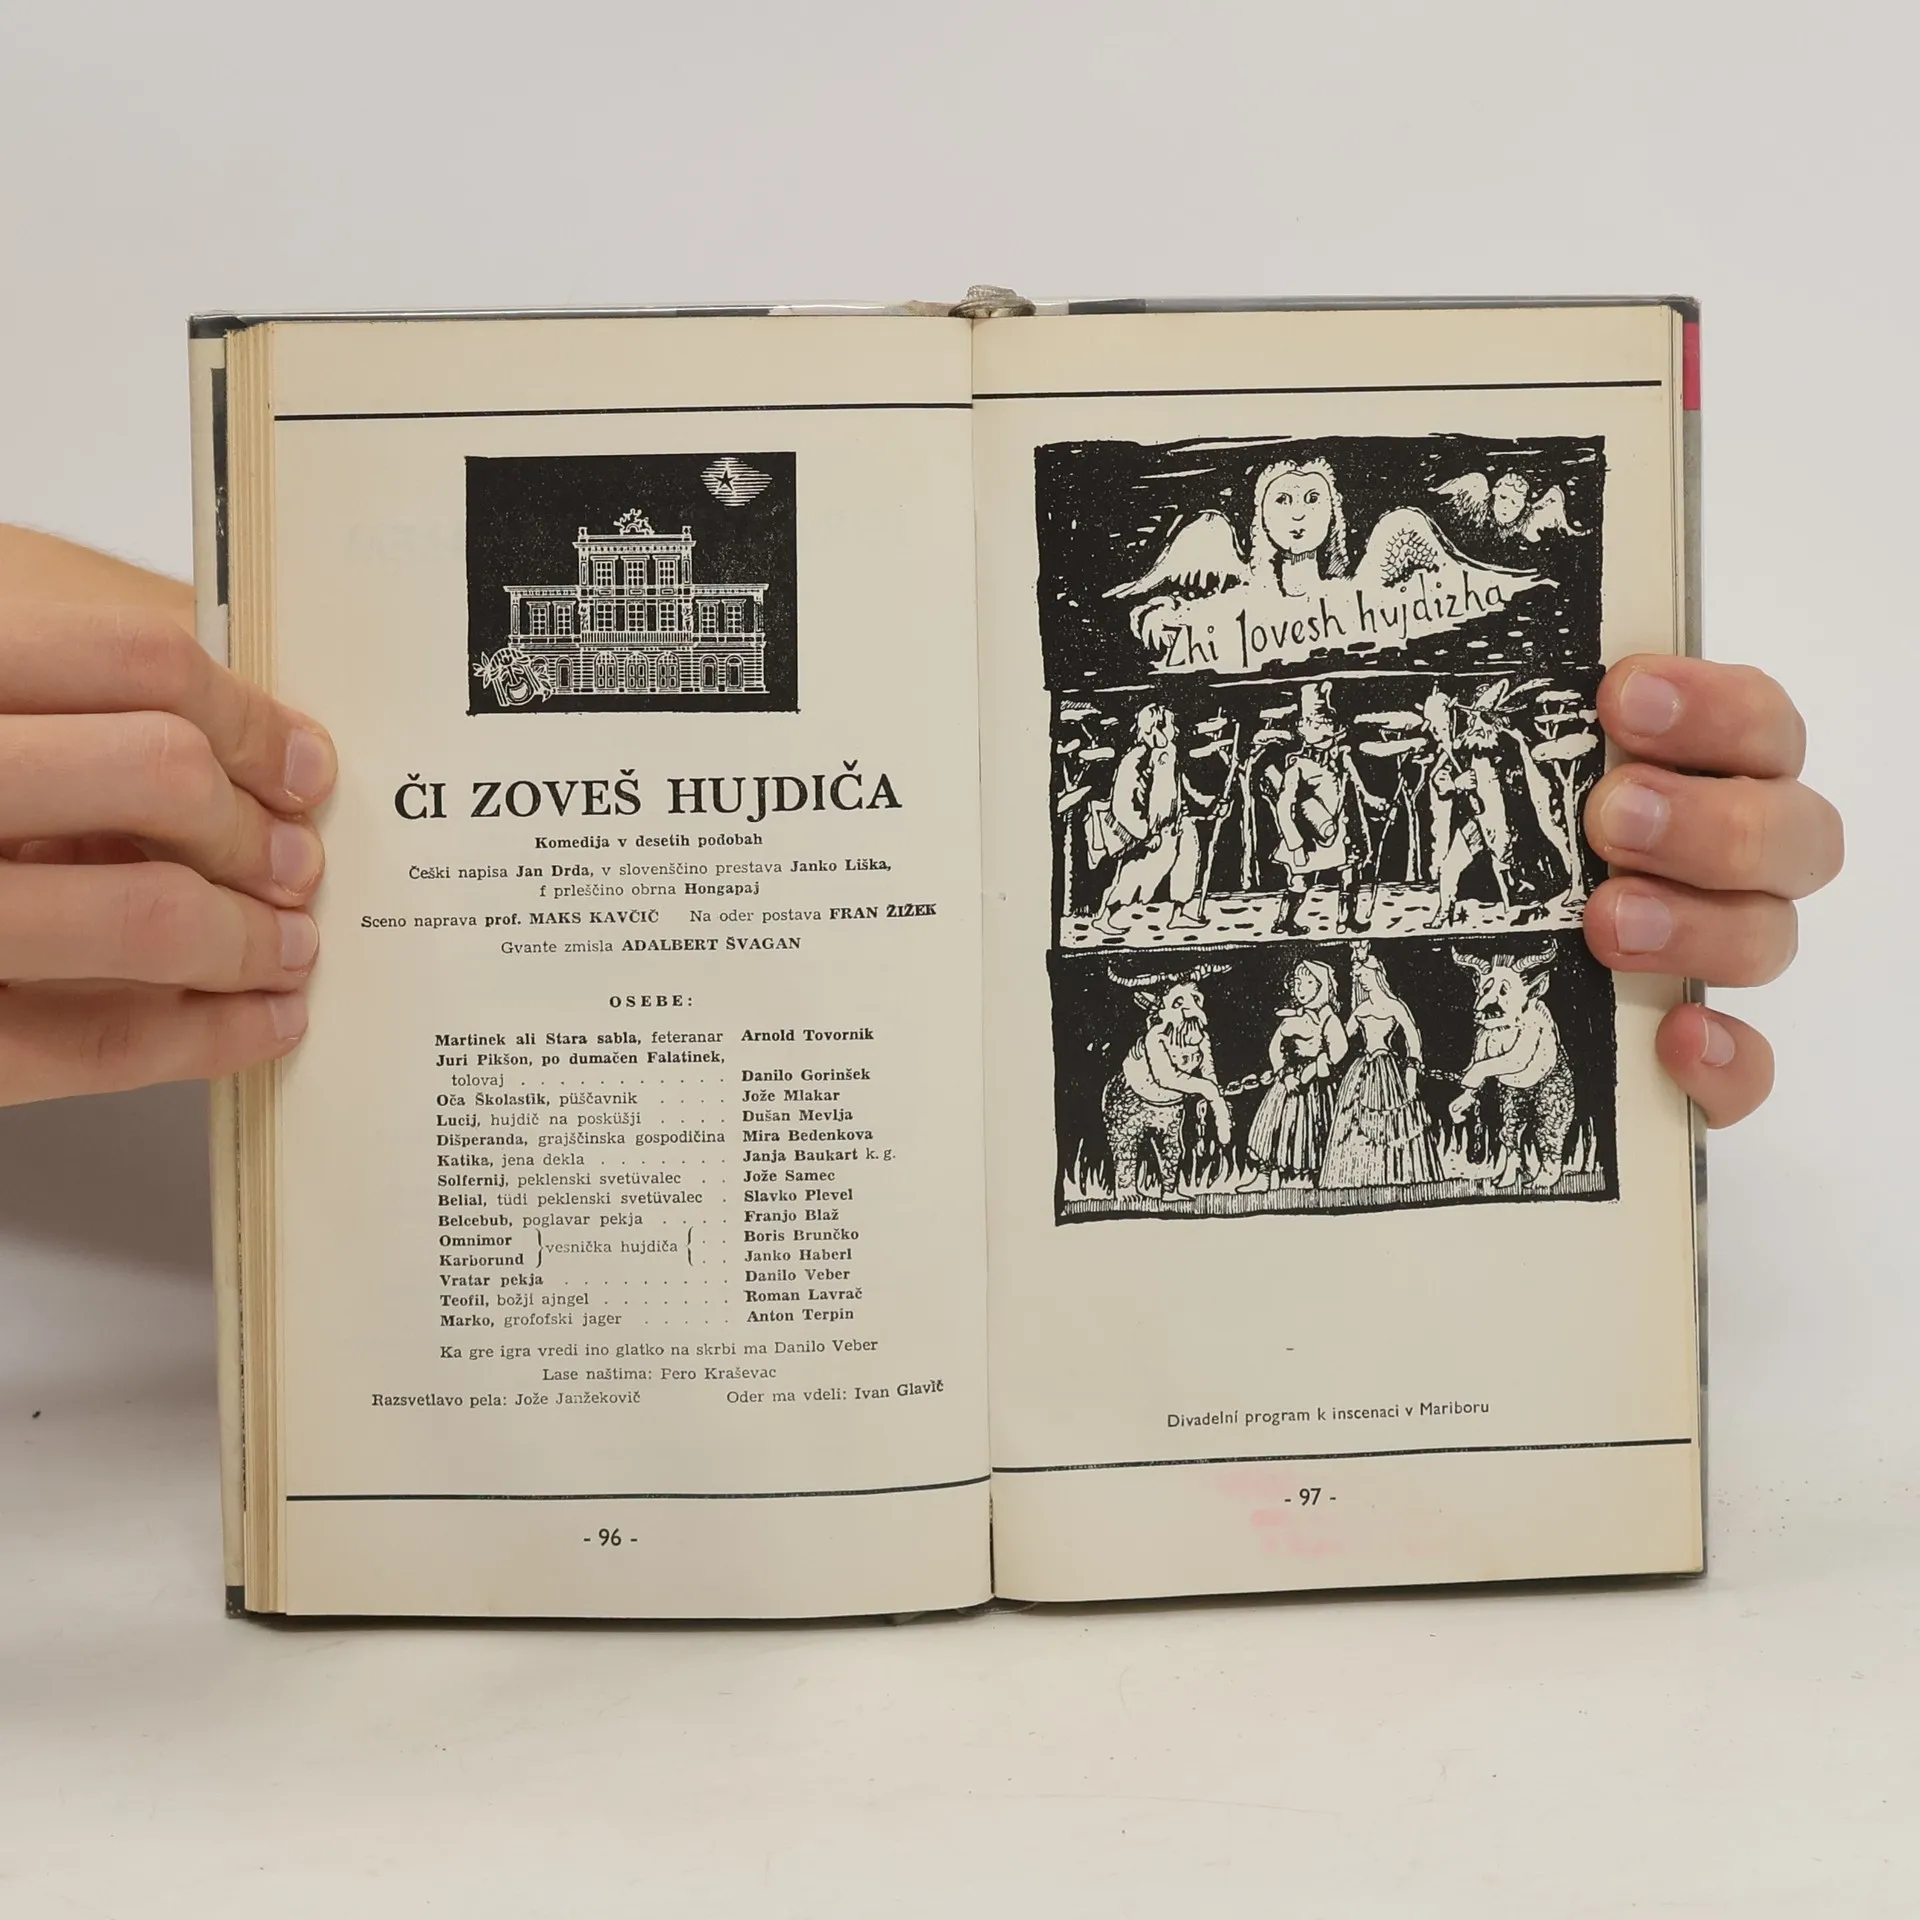 ČI ZOVEŠ HUJDIČA
Komedija v desetih podobah
Češki napisa Jan Drda, v slovenščino prestava Janko Liška,
f prleščino obrna Hongapaj
Sceno naprava prof. MAKS KAVČIČ Na oder postava FRAN ŽIŽEK
Gvante zmisla ADALBERT ŠVAGAN
OSEBE:
Martinek ali Stara sabla, feteranar Arnold Tovornik
Juri Pikšon, po dumačen Falatinek,
tolovaj . . . . . . . . . . . Danilo Gorinšek
Oča Školastik, püščavnik . . . . Jože Mlakar
Lucij, hujdič na posküšji . . . . Dušan Mevlja
Dišperanda, grajščinska gospodičina Mira Bedenkova
Katika, jena dekla . . . . . . . Janja Baukart k. g.
Solfernij, peklenski svetüvalec . . Jože Samec
Belial, tüdi peklenski svetüvalec . Slavko Plevel
Belcebub, poglavar pekja . . . . Franjo Blaž
Omnimor } vesnička hujdiča { . . Boris Brunčko
Karborund } { . . Janko Haberl
Vratar pekja . . . . . . . . . Danilo Veber
Teofil, božji ajngel . . . . . . . Roman Lavrač
Marko, grofofski jager . . . . . Anton Terpin
Ka gre igra vredi ino glatko na skrbi ma Danilo Veber
Lase naštima: Pero Kraševac
Razsvetlavo pela: Jože Janžekovič Oder ma vdeli: Ivan Glavič
- 96 -
Zhi ſovesh hujdizha
Divadelní program k inscenaci v Mariboru
- 97 -